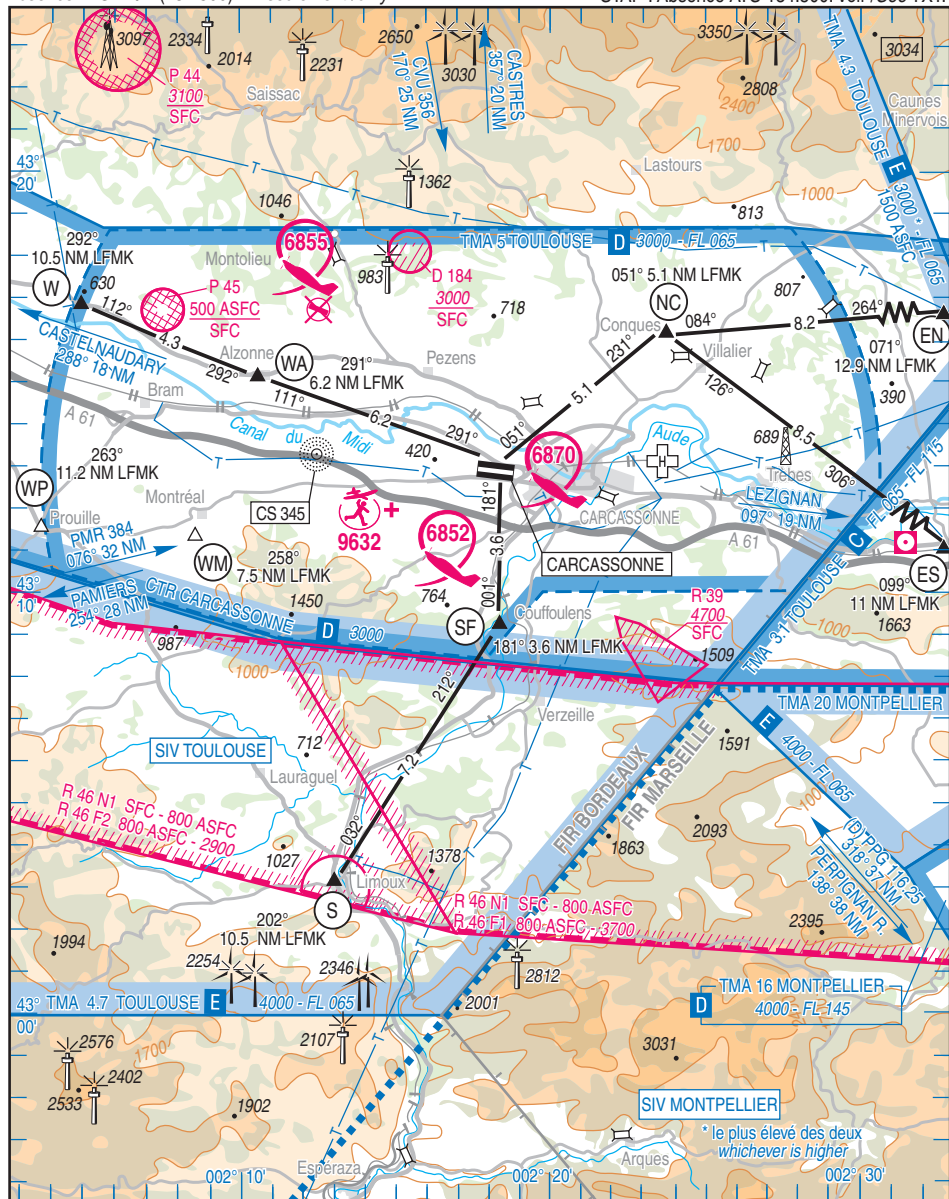 3097
2334
2014
2231
2650
3030
3350
2808
2400
3034
P 44
3100
SFC
Saissac
CVU 356
170° 25 NM
CASTRES
357° 20 NM
TMA 4.3 TOULOUSE E 3000 * - FL 065
1500 ASFC
Caunes
Minervois
1700
Lastours
1362
1000
43°
20'
1046
813
292°
10.5 NM LFMK
W
630
Montolieu
6855
983
D 184
3000
SFC
TMA 5 TOULOUSE D 3000 - FL 065
P 45
500 ASFC
SFC
718
051° 5.1 NM LFMK
NC
807
112°
4.3
292°
CASTELNAUDARY
288° 18 NM
Alzonne
WA
291°
6.2 NM LFMK
111°
6.2
291°
Pezens
Conques
231°
5.1
051°
084°
8.2
264°
EN
071°
12.9 NM LFMK
Villalier
126°
8.5
306°
390
Bram
A 61
Canal du Midi
420
Aude
689
Trèbes
263°
11.2 NM LFMK
WP
Prouille
Montréal
CS 345
6870
CARCASSONNE
LEZIGNAN
097° 19 NM
A 61
TMA 3.1 TOULOUSE C FL 065 - FL 115
PMR 384
076° 32 NM
WM
258°
7.5 NM LFMK
9632
6852
181°
3.6
001°
CARCASSONNE
ES
099°
11 NM LFMK
1663
1000
43°
10'
PAMIERS
254° 28 NM
CTR CARCASSONNE D 3000
1450
764
SF
Couffoulens
181° 3.6 NM LFMK
R 39
4700
SFC
1509
987
1000
212°
7.2
032°
Verzeille
TMA 20 MONTPELLIER
SIV TOULOUSE
712
Lauraguel
FIR BORDEAUX
FIR MARSEILLE
1591
E 4000 - FL 065
1000
R 46 N1 SFC - 800 ASFC
R 46 F2 800 ASFC - 2900
1027
1378
2093
1863
(D) PPG 116.25
318° 37 NM
PERPIGNAN R.
138° 38 NM
Limoux
S
202°
10.5 NM LFMK
R 46 N1 SFC - 800 ASFC
R 46 F1 800 ASFC - 3700
2395
1994
2254
2346
2812
43°
00'
TMA 4.7 TOULOUSE E 4000 - FL 065
2001
D
TMA 16 MONTPELLIER
4000 - FL 145
2107
2576
1700
2402
2533
1902
3031
SIV MONTPELLIER
* le plus élevé des deux
whichever is higher
002° 10'
Esperaza
002° 20'
Arques
002° 30'